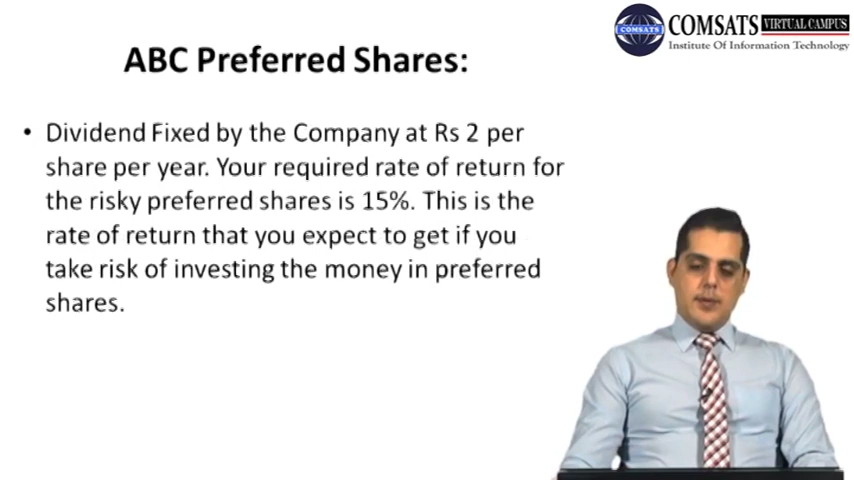 COMSATS VIRTUAL CAMPUS
COMSATS
Institute Of Information Technology
ABC Preferred Shares:
• Dividend Fixed by the Company at Rs 2 per
share per year. Your required rate of return for
the risky preferred shares is 15%. This is the
rate of return that you expect to get if you
take risk of investing the money in preferred
shares.